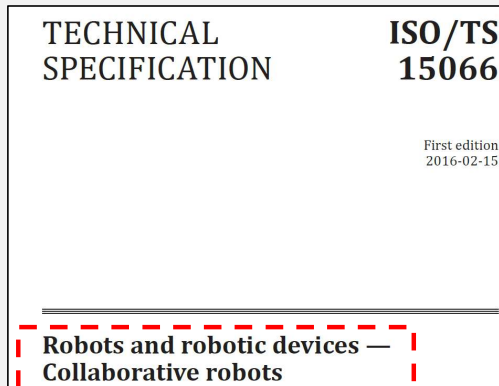 TECHNICAL SPECIFICATION
ISO/TS 15066
First edition
2016-02-15
Robots and robotic devices —
Collaborative robots